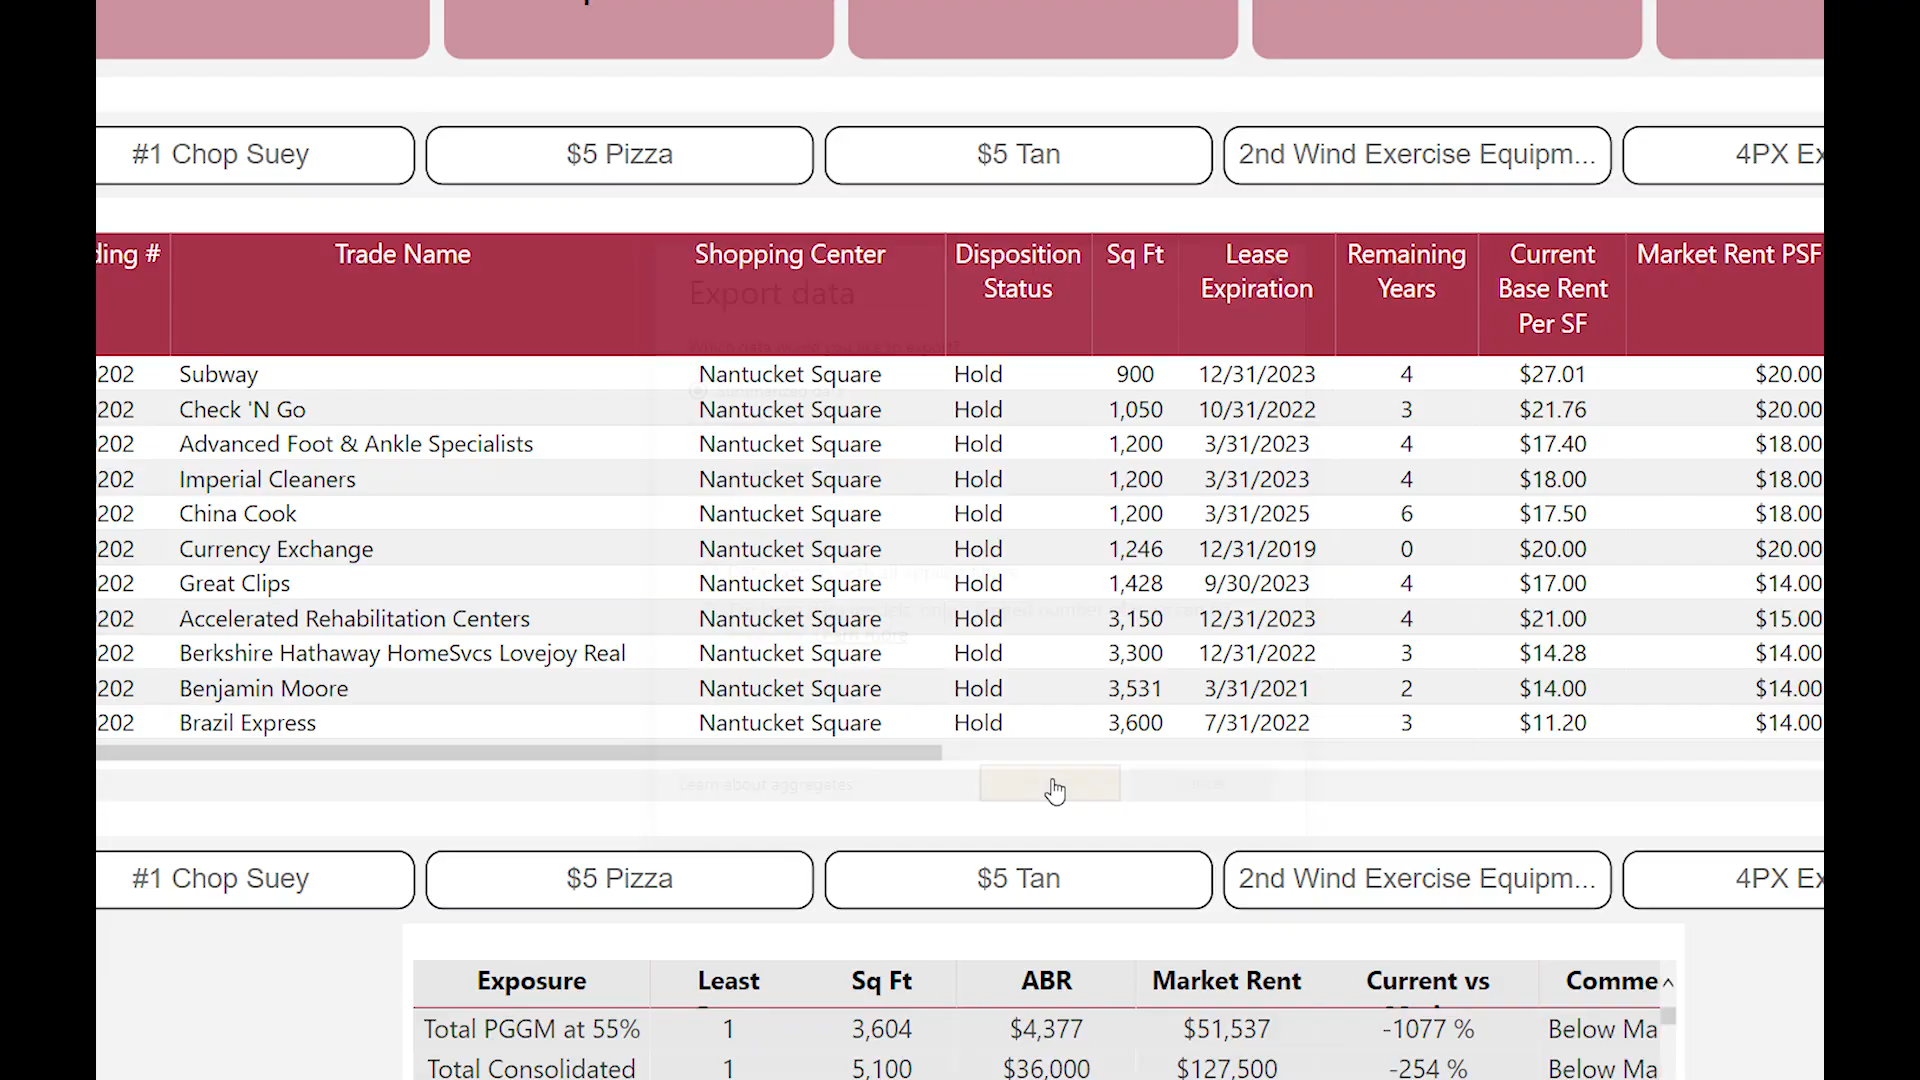 #1 Chop Suey $5 Pizza $5 Tan 2nd Wind Exercise Equipm... 4PX Ex
ding # Trade Name Shopping Center Disposition Status Sq Ft Lease Expiration Remaining Years Current Base Rent Per SF Market Rent PSF
Export data
202 Subway Nantucket Square Hold 900 12/31/2023 4 $27.01 $20.00
202 Check 'N Go Nantucket Square Hold 1,050 10/31/2022 3 $21.76 $20.00
202 Advanced Foot & Ankle Specialists Nantucket Square Hold 1,200 3/31/2023 4 $17.40 $18.00
202 Imperial Cleaners Nantucket Square Hold 1,200 3/31/2023 4 $18.00 $18.00
202 China Cook Nantucket Square Hold 1,200 3/31/2025 6 $17.50 $18.00
202 Currency Exchange Nantucket Square Hold 1,246 12/31/2019 0 $20.00 $20.00
202 Great Clips Nantucket Square Hold 1,428 9/30/2023 4 $17.00 $14.00
202 Accelerated Rehabilitation Centers Nantucket Square Hold 3,150 12/31/2023 4 $21.00 $15.00
202 Berkshire Hathaway HomeSvcs Lovejoy Real Nantucket Square Hold 3,300 12/31/2022 3 $14.28 $14.00
202 Benjamin Moore Nantucket Square Hold 3,531 3/31/2021 2 $14.00 $14.00
202 Brazil Express Nantucket Square Hold 3,600 7/31/2022 3 $11.20 $14.00
Learn about aggregates
#1 Chop Suey $5 Pizza $5 Tan 2nd Wind Exercise Equipm... 4PX Ex
Exposure Least Sq Ft ABR Market Rent Current vs Comme
Total PGGM at 55% 1 3,604 $4,377 $51,537 -1077 % Below Ma
Total Consolidated 1 5,100 $36,000 $127,500 -254 % Below Ma